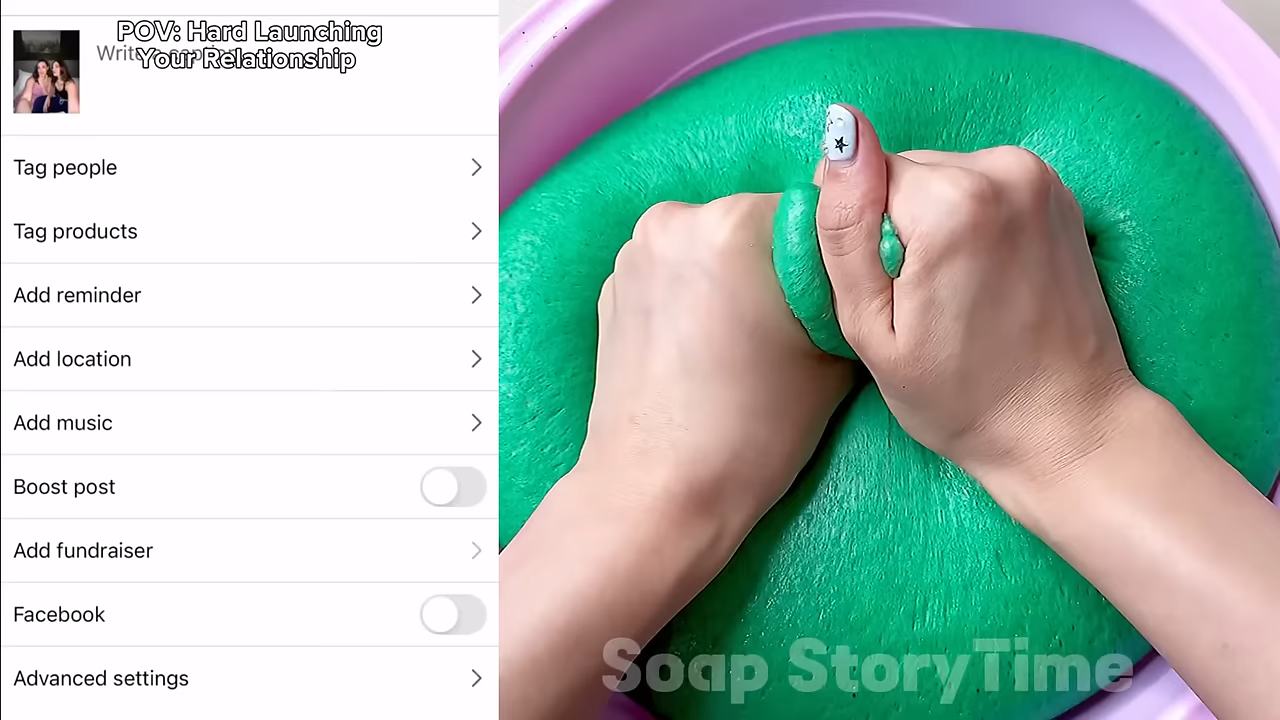 POV: Hard Launching
Your Relationship
Tag people
Tag products
Add reminder
Add location
Add music
Boost post
Add fundraiser
Facebook
Advanced settings
Soap StoryTime